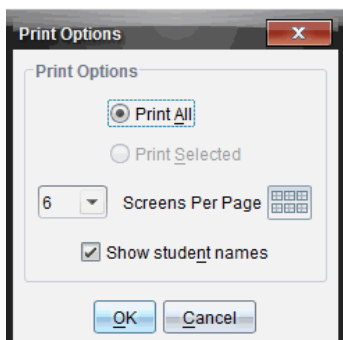 Print Options
X
Print Options
Print All
Print Selected
6 Screens Per Page
Show student names
OK Cancel